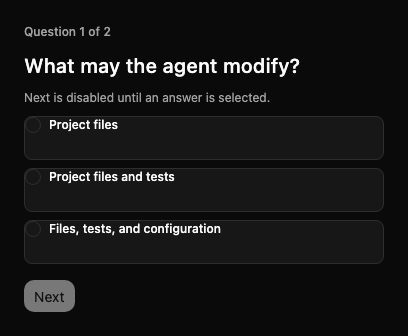 Question 1 of 2
What may the agent modify?
Next is disabled until an answer is selected.
Project files
Project files and tests
Files, tests, and configuration
Next